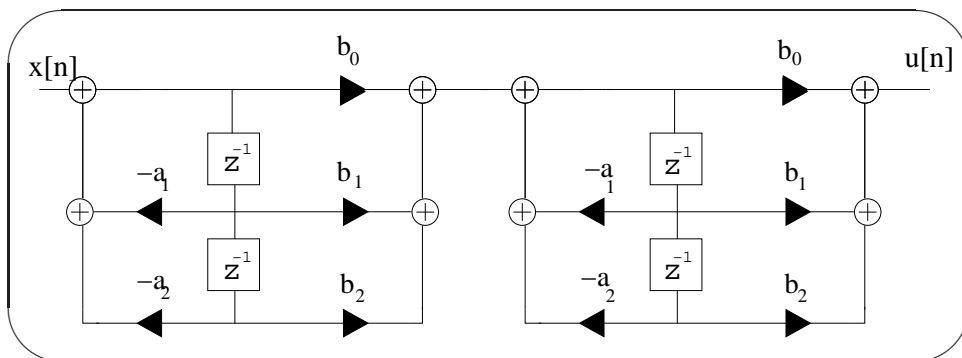 b₀ b₀
x[n] u[n]
z⁻¹ z⁻¹
−a₁ b₁ −a₁ b₁
z⁻¹ z⁻¹
−a₂ b₂ −a₂ b₂